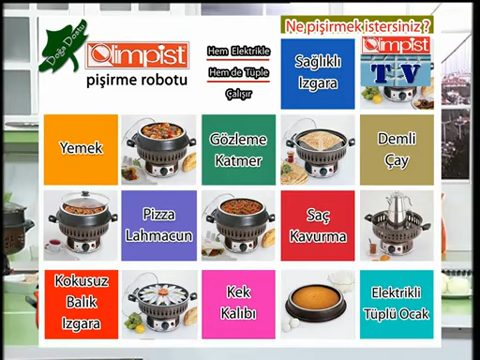 Doğa Dostu
Olimpist
pişirme robotu
Hem Elektrikle
Hem de Tüple
Çalışır
Ne pişirmek istersiniz ?
Sağlıklı
Izgara
Olimpist
TV
Yemek
Gözleme
Katmer
Demli
Çay
Pizza
Lahmacun
Saç
Kavurma
Kokusuz
Balık
Izgara
Kek
Kalıbı
Elektrikli
Tüplü Ocak